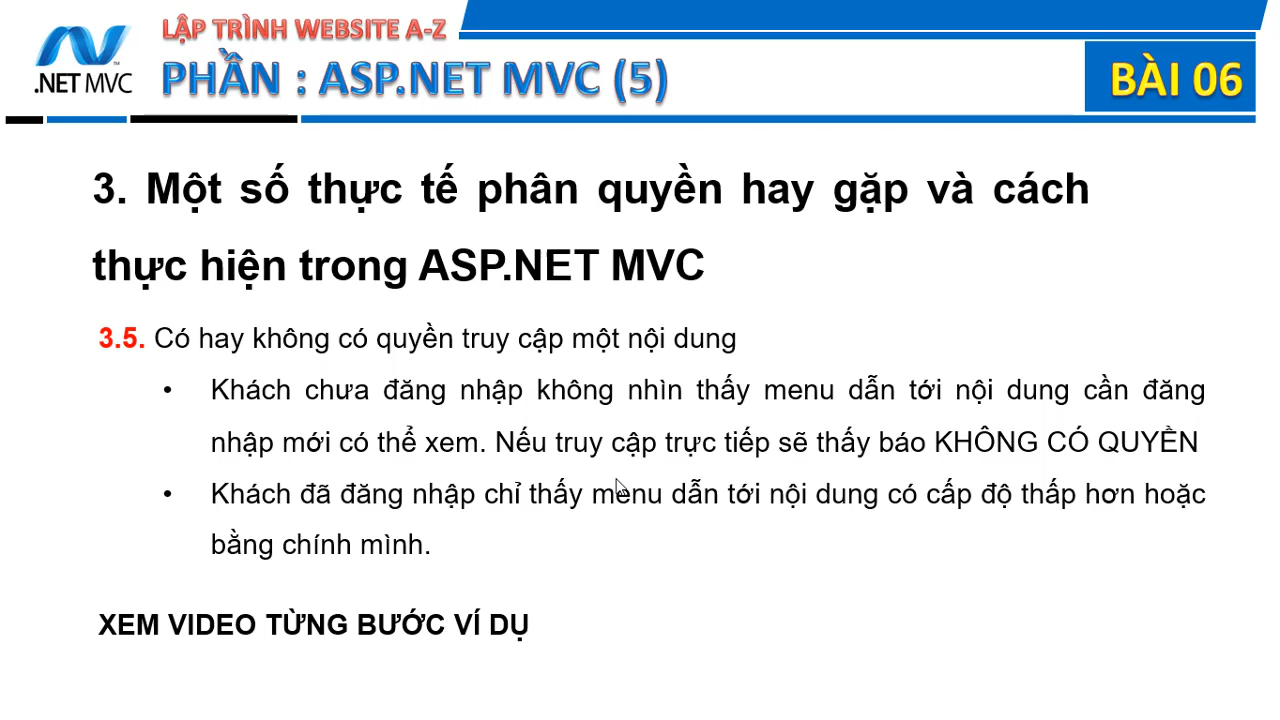 LẬP TRÌNH WEBSITE A-Z
PHẦN : ASP.NET MVC (5)
BÀI 06
.NET MVC
3. Một số thực tế phân quyền hay gặp và cách
thực hiện trong ASP.NET MVC
3.5. Có hay không có quyền truy cập một nội dung
• Khách chưa đăng nhập không nhìn thấy menu dẫn tới nội dung cần đăng
nhập mới có thể xem. Nếu truy cập trực tiếp sẽ thấy báo KHÔNG CÓ QUYỀN
• Khách đã đăng nhập chỉ thấy menu dẫn tới nội dung có cấp độ thấp hơn hoặc
bằng chính mình.
XEM VIDEO TỪNG BƯỚC VÍ DỤ